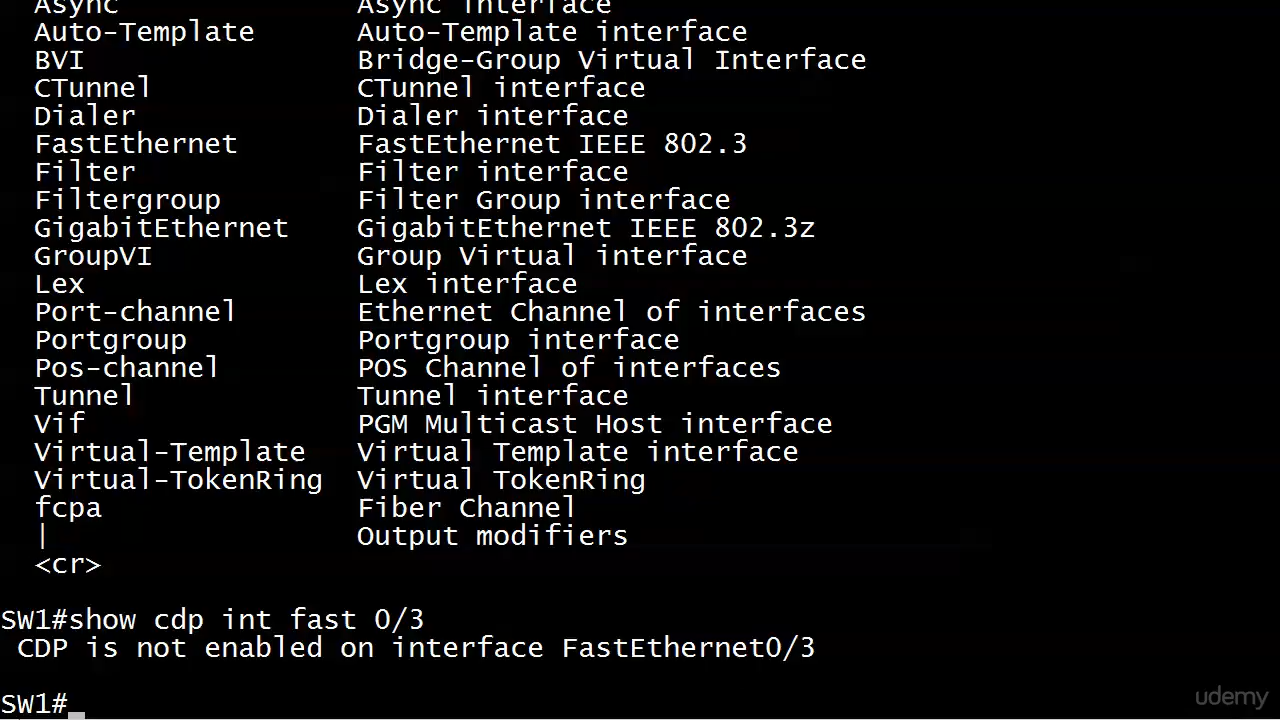 Async Async interface
Auto-Template Auto-Template interface
BVI Bridge-Group Virtual Interface
CTunnel CTunnel interface
Dialer Dialer interface
FastEthernet FastEthernet IEEE 802.3
Filter Filter interface
Filtergroup Filter Group interface
GigabitEthernet GigabitEthernet IEEE 802.3z
GroupVI Group Virtual interface
Lex Lex interface
Port-channel Ethernet Channel of interfaces
Portgroup Portgroup interface
Pos-channel POS Channel of interfaces
Tunnel Tunnel interface
Vif PGM Multicast Host interface
Virtual-Template Virtual Template interface
Virtual-TokenRing Virtual TokenRing
fcpa Fiber Channel
| Output modifiers
<cr>
SW1#show cdp int fast 0/3
CDP is not enabled on interface FastEthernet0/3
SW1#
udemy